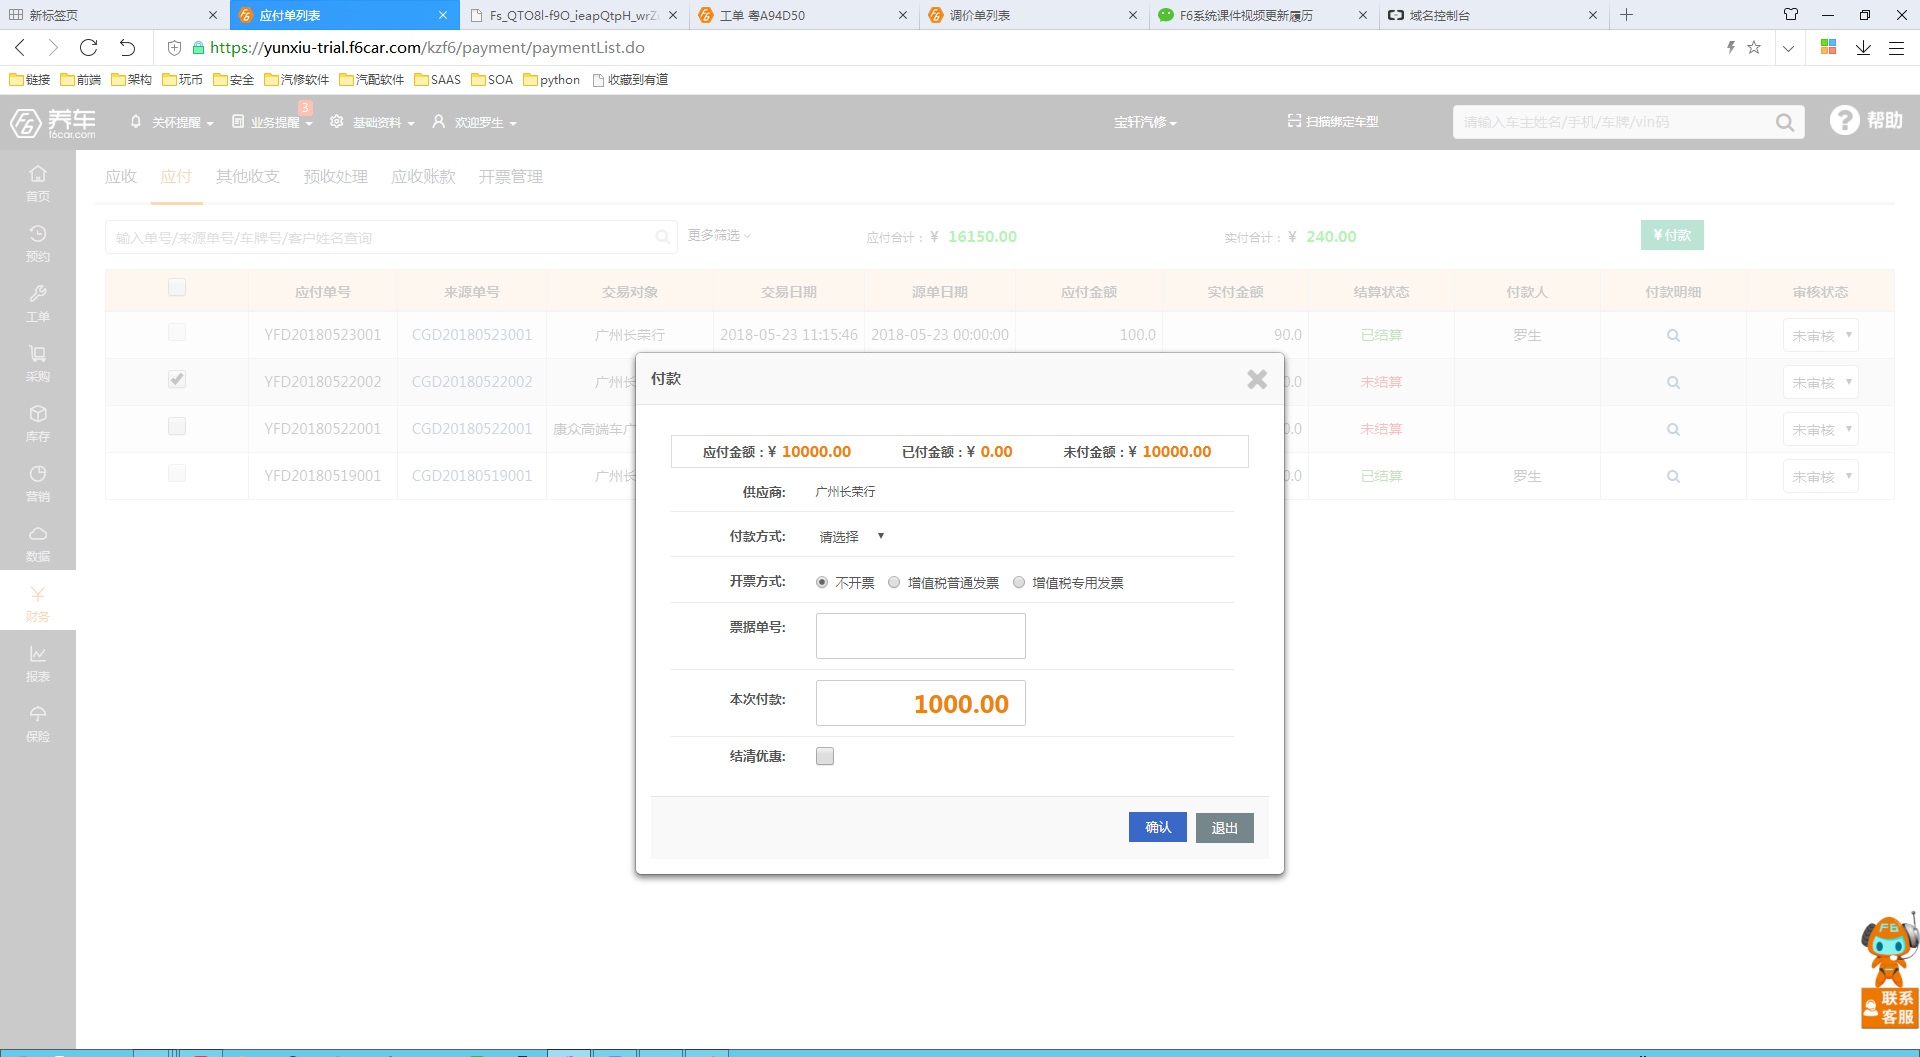 新标签页
应付单列表
Fs_QTO8l-f9O_ieapQtpH_wrZ
工单 粤A94D50
调价单列表
F6系统课件视频更新履历
域名控制台
https://yunxiu-trial.f6car.com/kzf6/payment/paymentList.do
链接 前端 架构 玩币 安全 汽修软件 汽配软件 SAAS SOA python 收藏到有道
养车
f6car.com
关怀提醒
业务提醒
3
基础资料
欢迎罗生
宝轩汽修
扫描绑定车型
请输入车主姓名/手机/车牌/vin码
帮助
首页
预约
工单
采购
库存
营销
数据
财务
报表
保险
应收 应付 其他收支 预收处理 应收账款 开票管理
输入单号/来源单号/车牌号/客户姓名查询
更多筛选
应付合计：¥ 16150.00
实付合计：¥ 240.00
¥付款
应付单号 来源单号 交易对象 交易日期 源单日期 应付金额 实付金额 结算状态 付款人 付款明细 审核状态
YFD20180523001 CGD20180523001 广州长荣行 2018-05-23 11:15:46 2018-05-23 00:00:00 100.0 90.0 已结算 罗生 未审核
YFD20180522002 CGD20180522002 广州长 0.0 未结算 未审核
YFD20180522001 CGD20180522001 康众高端车广 0.0 未结算 未审核
YFD20180519001 CGD20180519001 广州长 0.0 已结算 罗生 未审核
付款
应付金额：¥ 10000.00 已付金额：¥ 0.00 未付金额：¥ 10000.00
供应商: 广州长荣行
付款方式: 请选择
开票方式: 不开票 增值税普通发票 增值税专用发票
票据单号:
本次付款: 1000.00
结清优惠:
确认 退出
F6
联系
客服